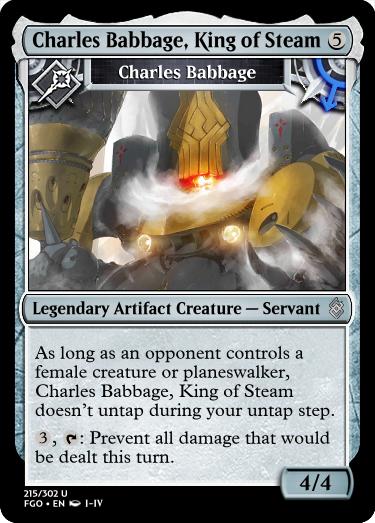 Charles Babbage, King of Steam 5
Charles Babbage
Legendary Artifact Creature — Servant
As long as an opponent controls a
female creature or planeswalker,
Charles Babbage, King of Steam
doesn't untap during your untap step.
3, : Prevent all damage that would
be dealt this turn.
4/4
215/302 U
FGO • EN I-IV